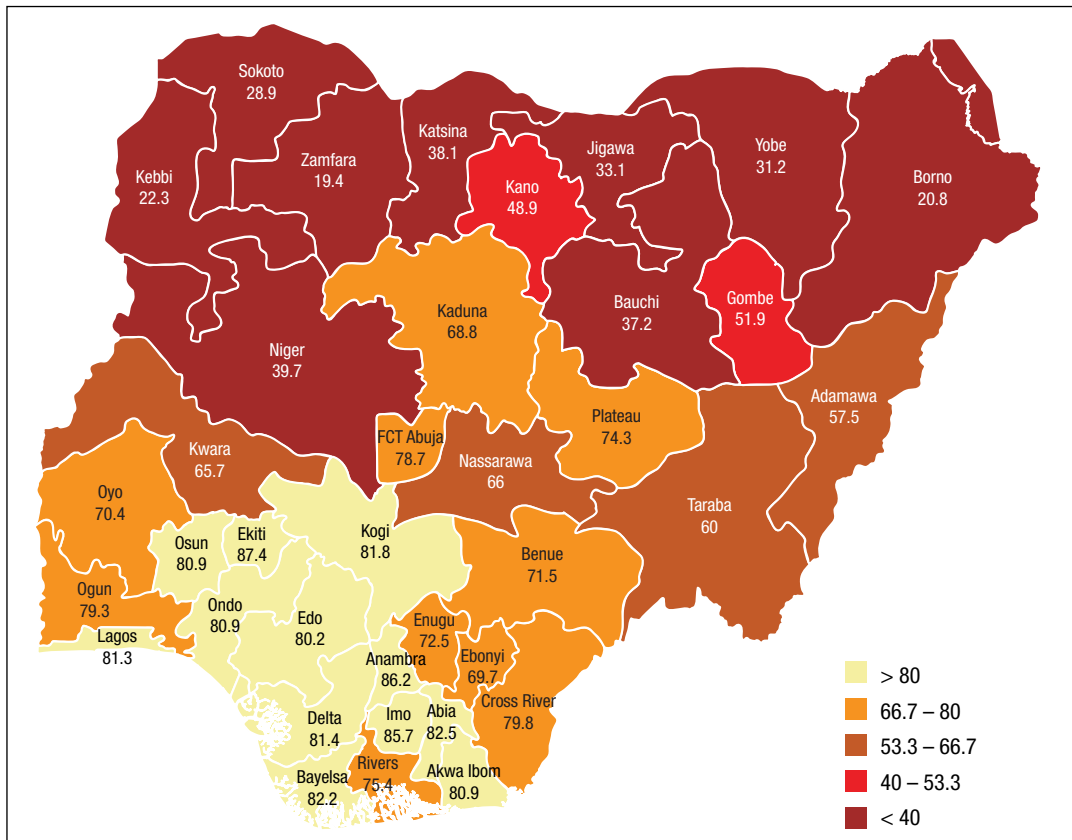 Sokoto
28.9
Katsina
38.1
Jigawa
33.1
Yobe
31.2
Zamfara
19.4
Kebbi
22.3
Kano
48.9
Borno
20.8
Kaduna
68.8
Bauchi
37.2
Gombe
51.9
Niger
39.7
Adamawa
57.5
Plateau
74.3
FCT Abuja
78.7
Kwara
65.7
Nassarawa
66
Oyo
70.4
Taraba
60
Osun
80.9
Ekiti
87.4
Kogi
81.8
Benue
71.5
Ogun
79.3
Ondo
80.9
Edo
80.2
Enugu
72.5
Lagos
81.3
Anambra
86.2
Ebonyi
69.7
Cross River
79.8
Delta
81.4
Imo
85.7
Abia
82.5
Rivers
75.4
Bayelsa
82.2
Akwa Ibom
80.9
> 80
66.7 – 80
53.3 – 66.7
40 – 53.3
< 40